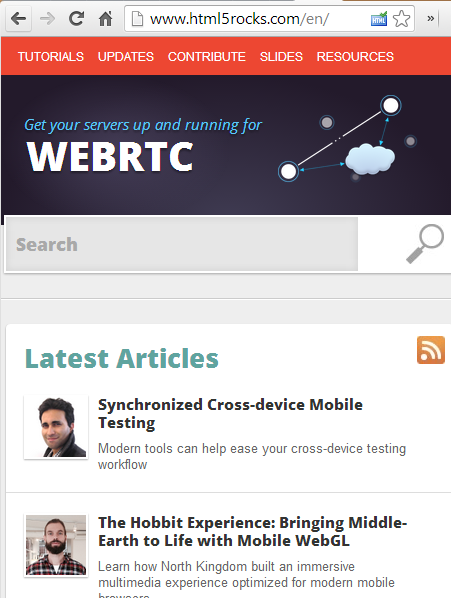 www.html5rocks.com/en/
HTML
»
TUTORIALS UPDATES CONTRIBUTE SLIDES RESOURCES
Get your servers up and running for
WEBRTC
Search
Latest Articles
Synchronized Cross-device Mobile
Testing
Modern tools can help ease your cross-device testing
workflow
The Hobbit Experience: Bringing Middle-
Earth to Life with Mobile WebGL
Learn how North Kingdom built an immersive
multimedia experience optimized for modern mobile
browsers